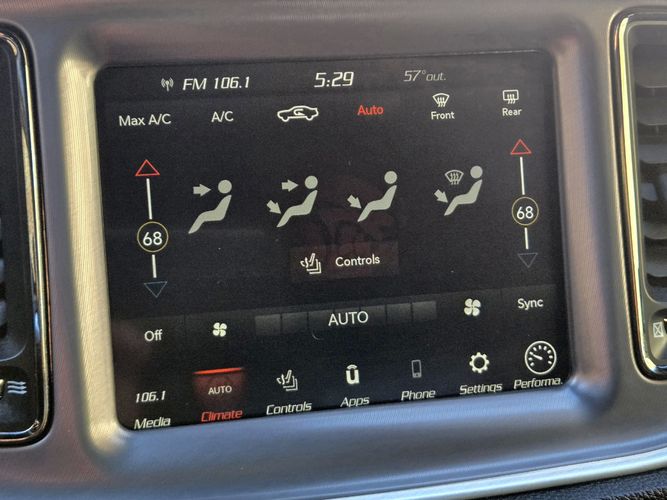 FM 106.1 5:29 57° out.
Max A/C A/C Auto Front Rear
68 68
Controls
Off AUTO Sync
106.1 AUTO
Media Climate Controls Apps Phone Settings Performa.